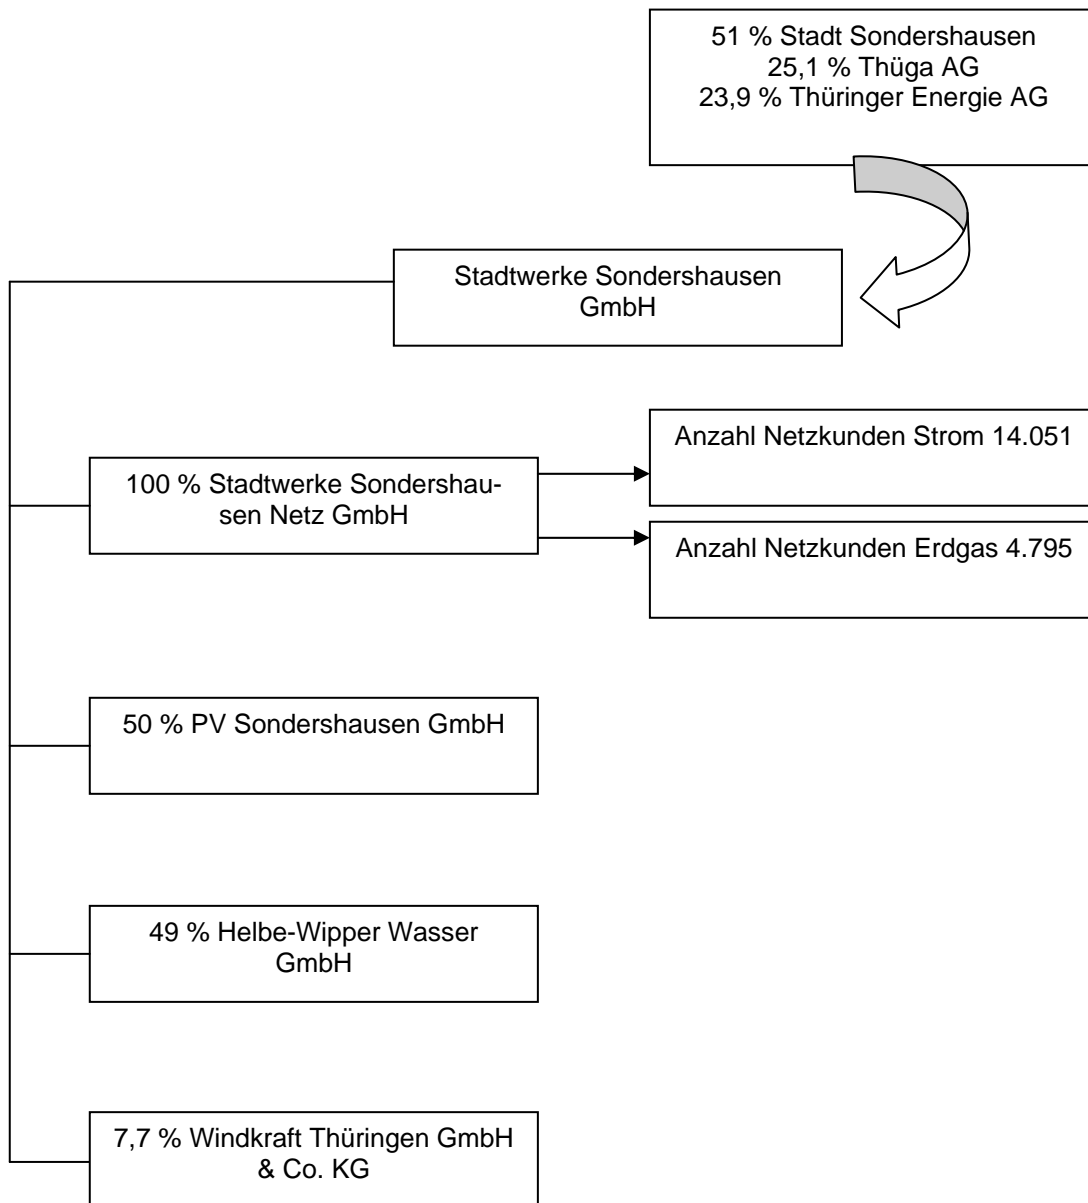 51 % Stadt Sondershausen
25,1 % Thüga AG
23,9 % Thüringer Energie AG
Stadtwerke Sondershausen
GmbH
Anzahl Netzkunden Strom 14.051
100 % Stadtwerke Sondershau-
sen Netz GmbH
Anzahl Netzkunden Erdgas 4.795
50 % PV Sondershausen GmbH
49 % Helbe-Wipper Wasser
GmbH
7,7 % Windkraft Thüringen GmbH
& Co. KG